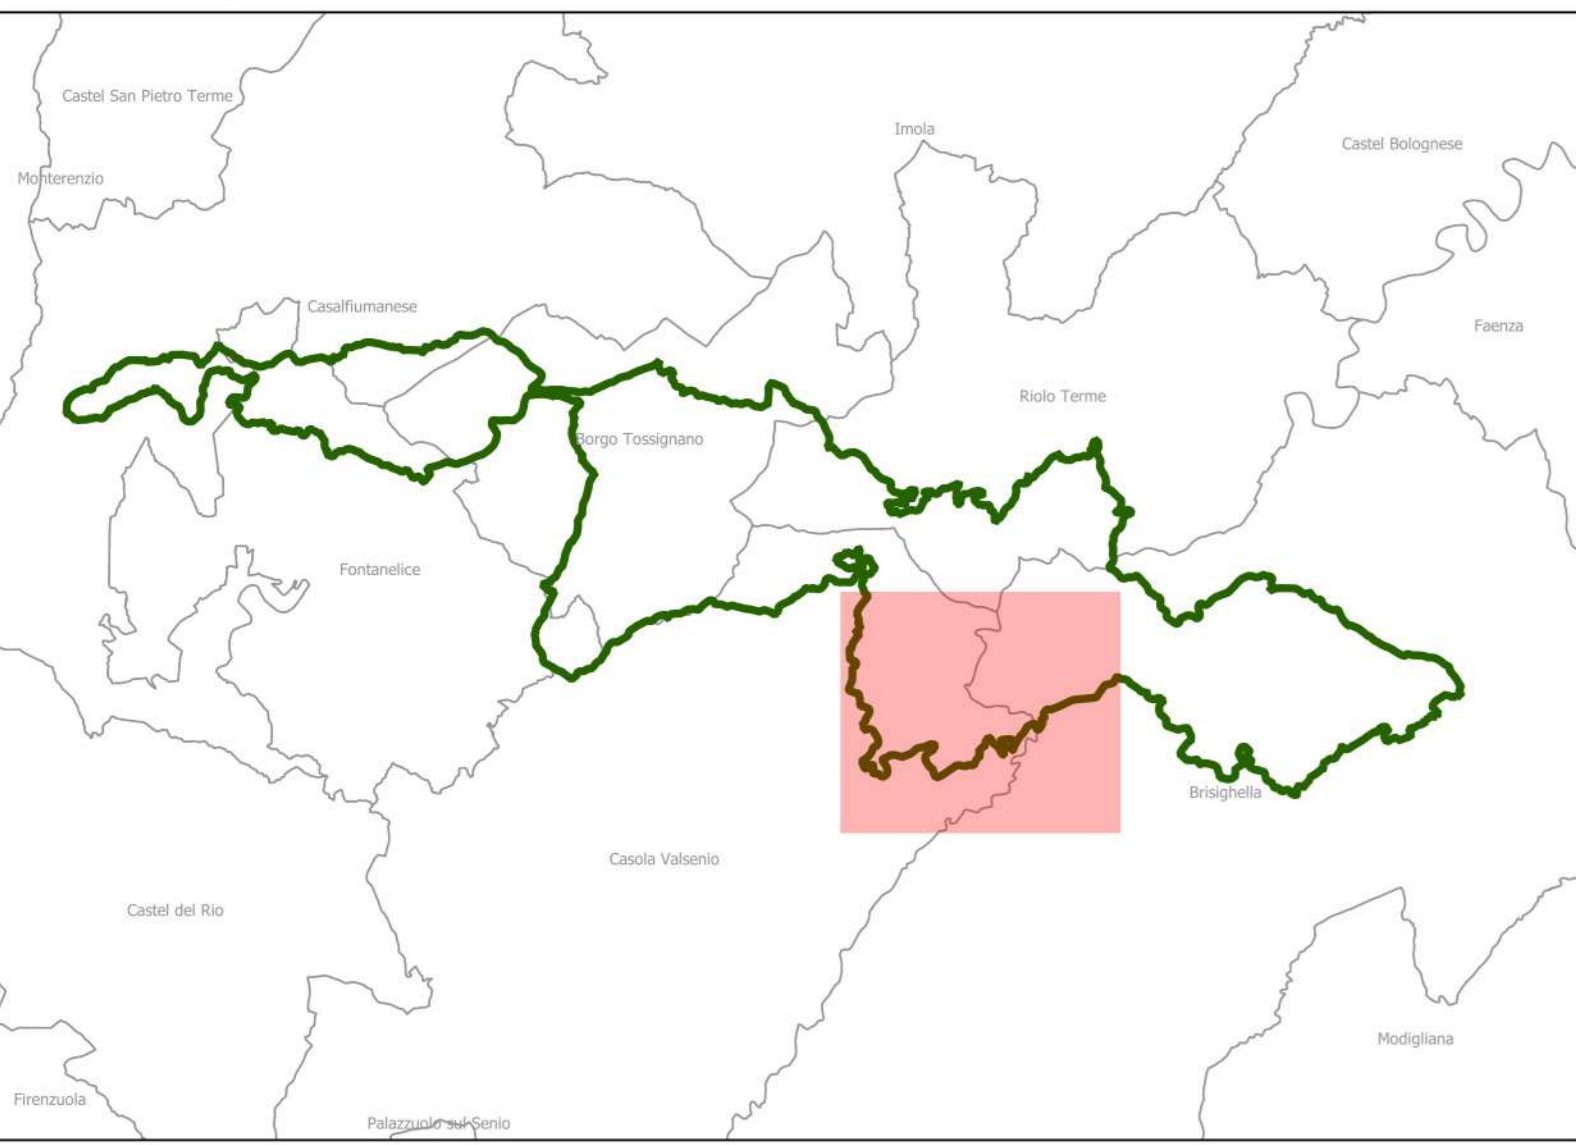 Castel San Pietro Terme
Imola
Castel Bolognese
Monterenzio
Casalfiumanese
Faenza
Riolo Terme
Borgo Tossignano
Fontanelice
Brisighella
Casola Valsenio
Castel del Rio
Modigliana
Firenzuola
Palazzuolo sul Senio